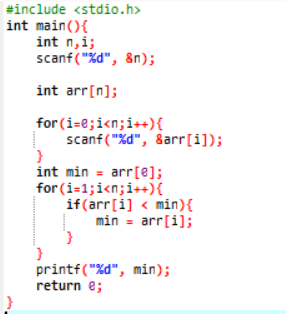 #include <stdio.h>
int main(){
    int n,i;
    scanf("%d", &n);

    int arr[n];

    for(i=0;i<n;i++){
        scanf("%d", &arr[i]);
    }
    int min = arr[0];
    for(i=1;i<n;i++){
        if(arr[i] < min){
            min = arr[i];
        }
    }
    printf("%d", min);
    return 0;
}